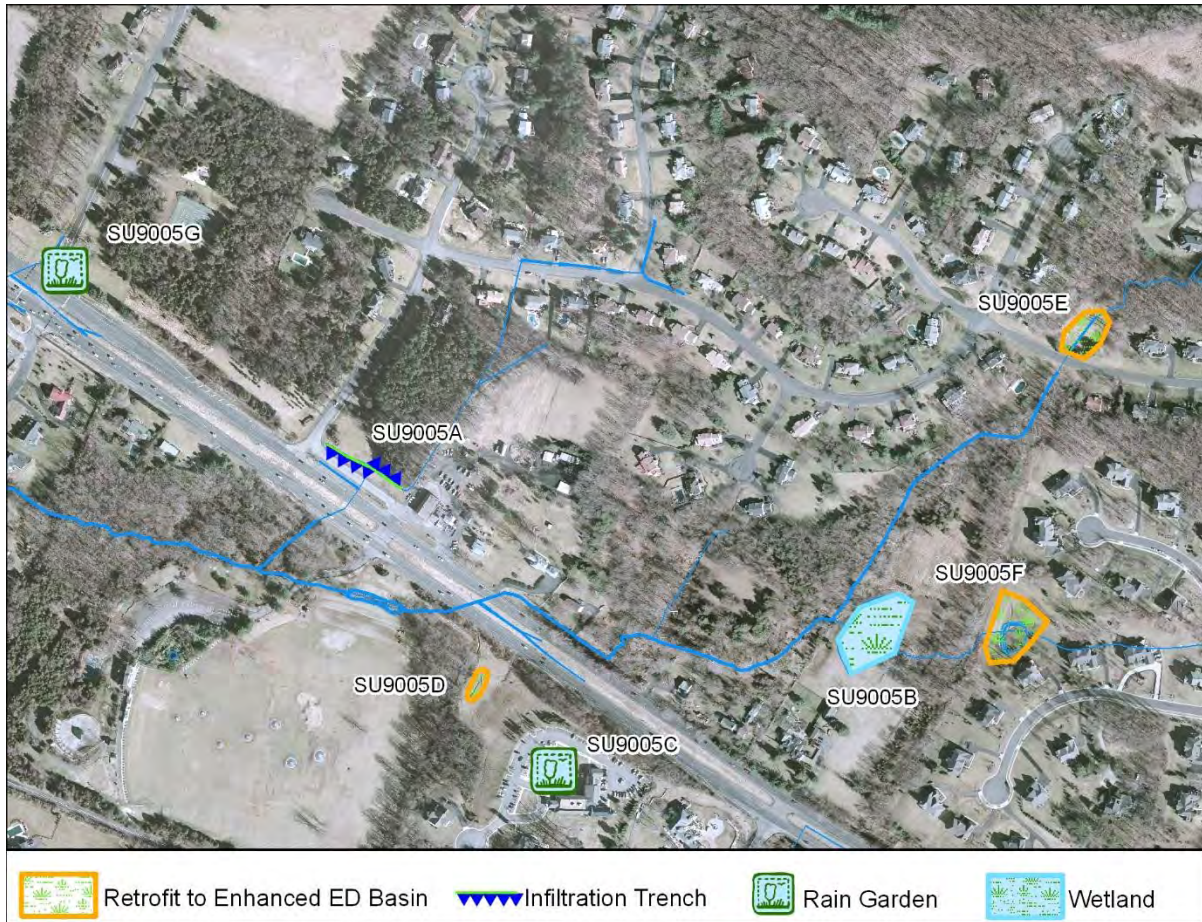 SU9005G
SU9005E
SU9005A
SU9005F
SU9005D
SU9005B
SU9005C
Retrofit to Enhanced ED Basin
Infiltration Trench
Rain Garden
Wetland